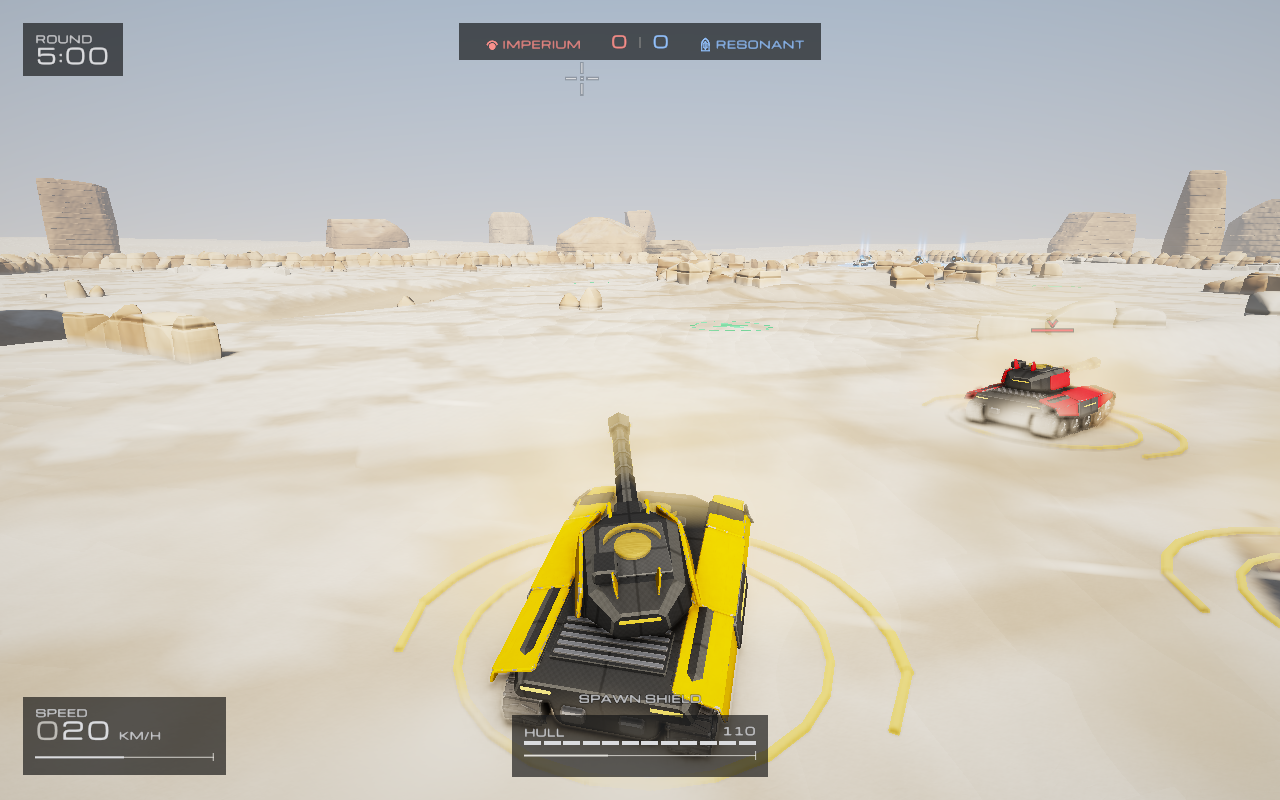 ROUND
5:00
IMPERIUM 0 | 0 RESONANT
SPAWN SHIELD
HULL 110
SPEED
020 KM/H